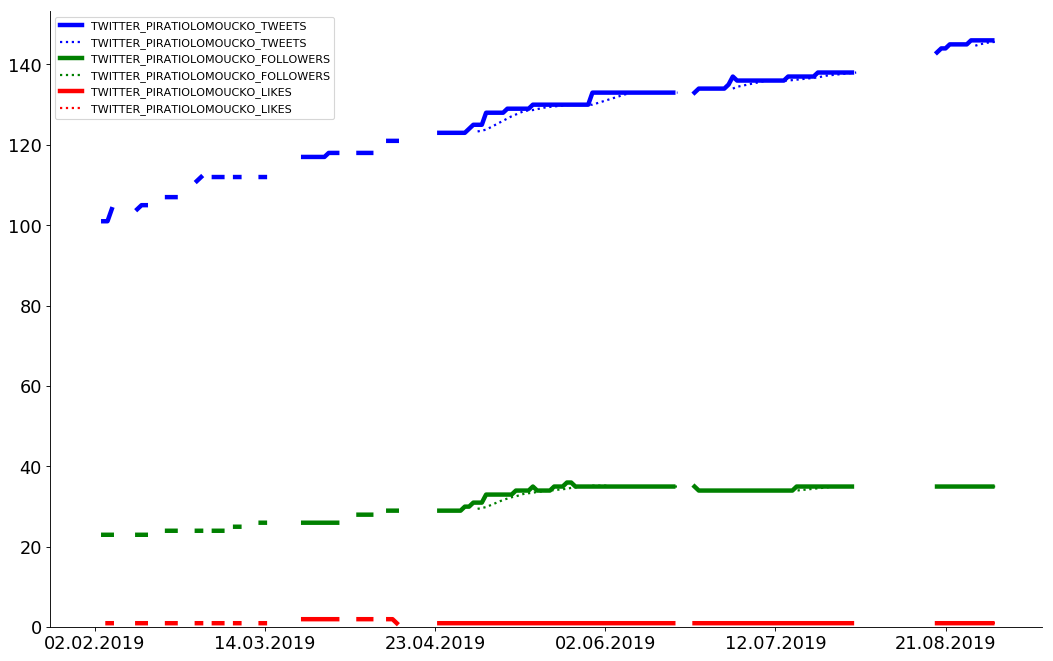 TWITTER_PIRATIOLOMOUCKO_TWEETS
TWITTER_PIRATIOLOMOUCKO_TWEETS
TWITTER_PIRATIOLOMOUCKO_FOLLOWERS
TWITTER_PIRATIOLOMOUCKO_FOLLOWERS
TWITTER_PIRATIOLOMOUCKO_LIKES
TWITTER_PIRATIOLOMOUCKO_LIKES
140
120
100
80
60
40
20
0
02.02.2019 14.03.2019 23.04.2019 02.06.2019 12.07.2019 21.08.2019